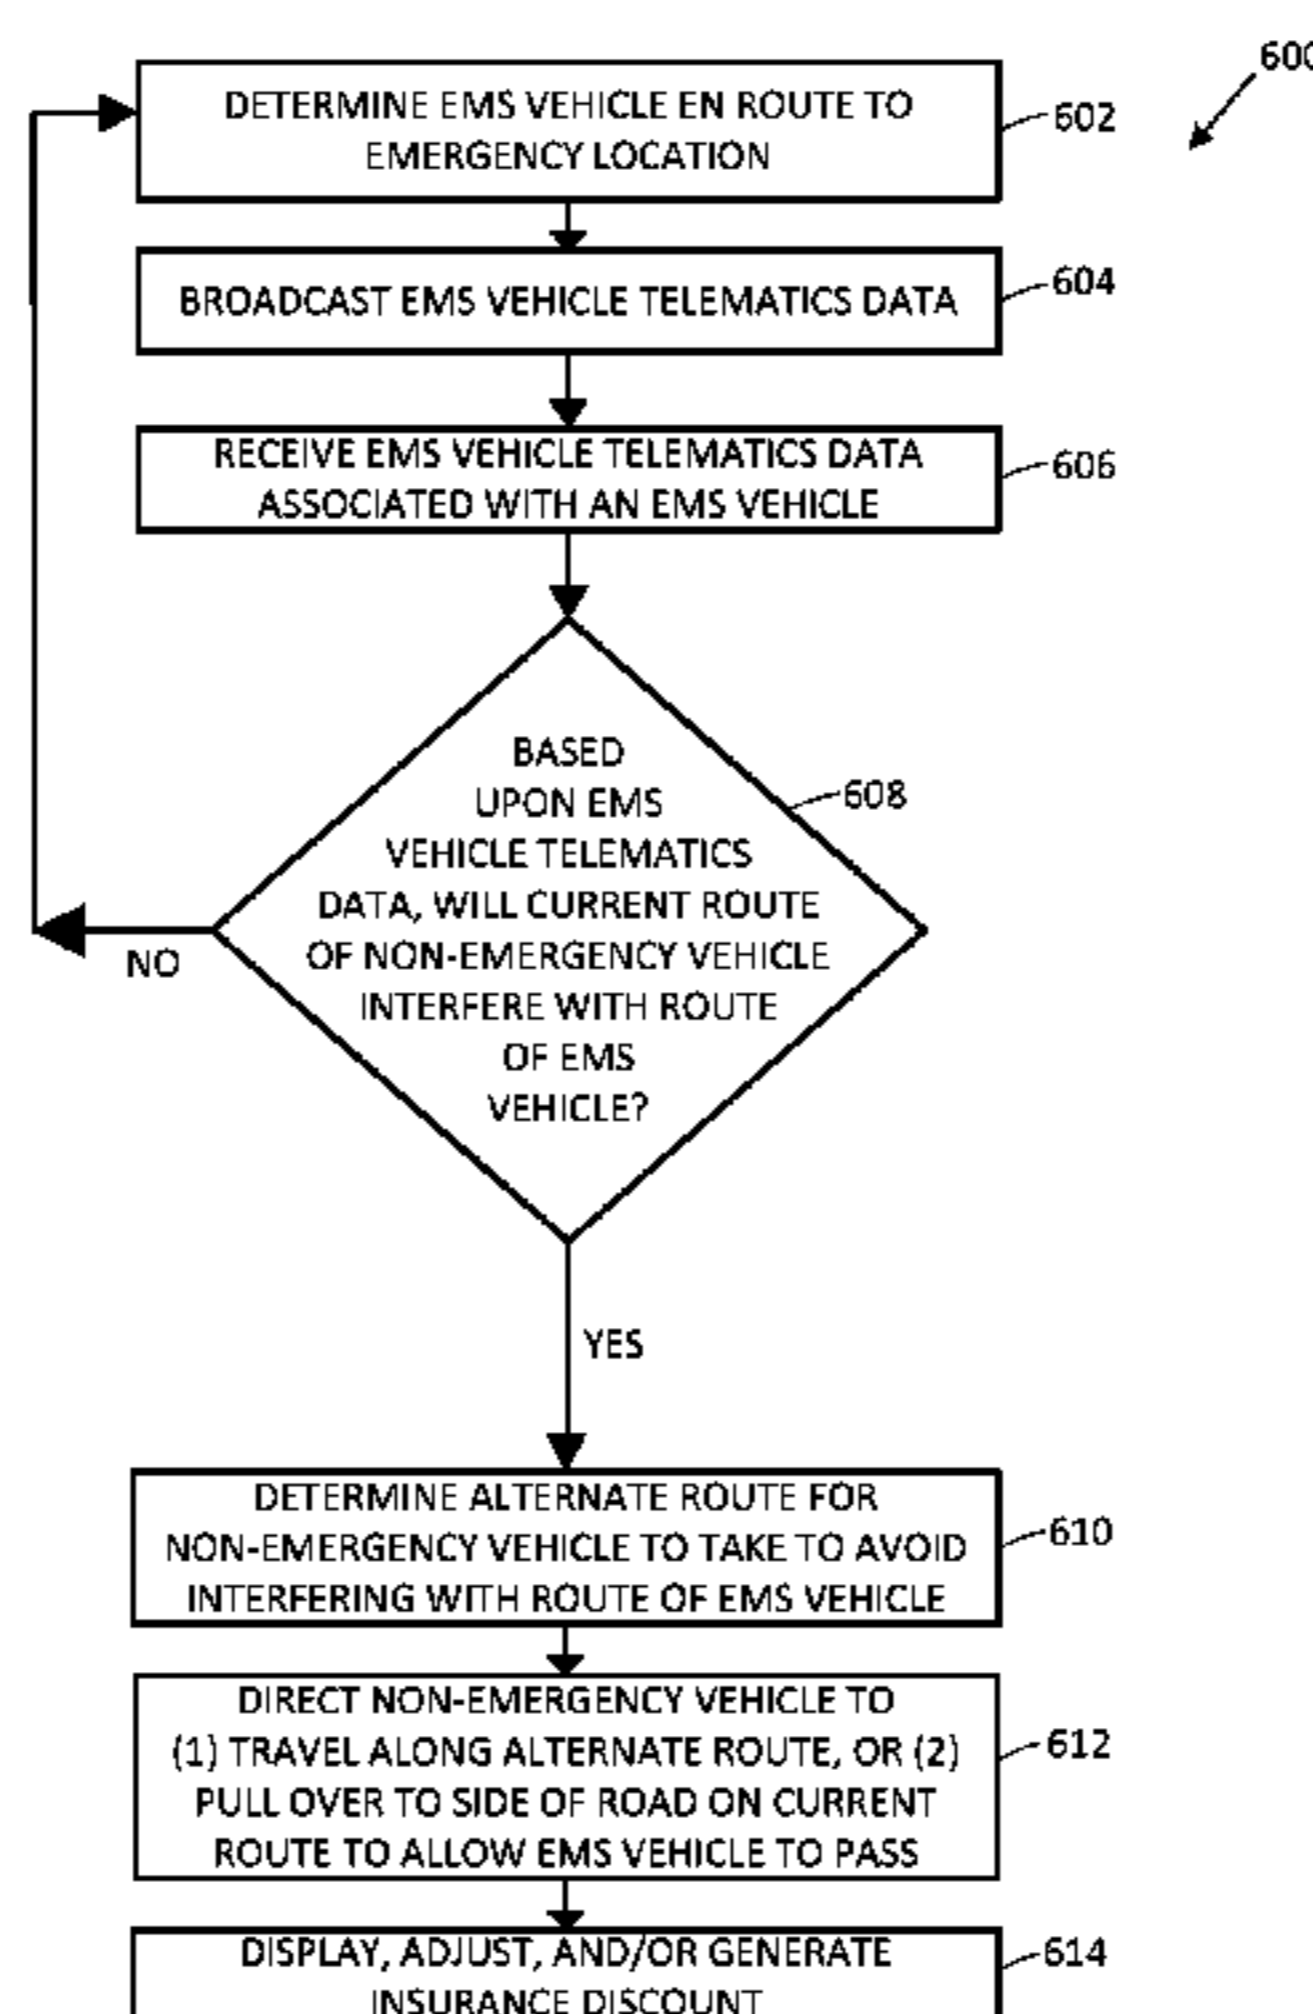 600
DETERMINE EMS VEHICLE EN ROUTE TO
EMERGENCY LOCATION
602
BROADCAST EMS VEHICLE TELEMATICS DATA
604
RECEIVE EMS VEHICLE TELEMATICS DATA
ASSOCIATED WITH AN EMS VEHICLE
606
BASED
UPON EMS
VEHICLE TELEMATICS
DATA, WILL CURRENT ROUTE
OF NON-EMERGENCY VEHICLE
INTERFERE WITH ROUTE
OF EMS
VEHICLE?
608
NO
YES
DETERMINE ALTERNATE ROUTE FOR
NON-EMERGENCY VEHICLE TO TAKE TO AVOID
INTERFERING WITH ROUTE OF EMS VEHICLE
610
DIRECT NON-EMERGENCY VEHICLE TO
(1) TRAVEL ALONG ALTERNATE ROUTE, OR (2)
PULL OVER TO SIDE OF ROAD ON CURRENT
ROUTE TO ALLOW EMS VEHICLE TO PASS
612
DISPLAY, ADJUST, AND/OR GENERATE
INSURANCE DISCOUNT
614